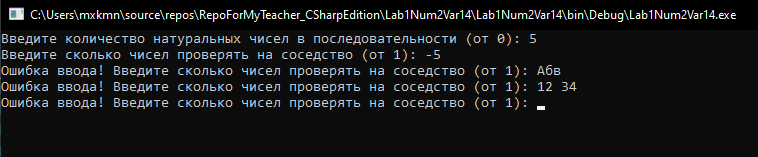 C:\Users\mxkmn\source\repos\RepoForMyTeacher_CSharpEdition\Lab1Num2Var14\Lab1Num2Var14\bin\Debug\Lab1Num2Var14.exe
Введите количество натуральных чисел в последовательности (от 0): 5
Введите сколько чисел проверять на соседство (от 1): -5
Ошибка ввода! Введите сколько чисел проверять на соседство (от 1): Абв
Ошибка ввода! Введите сколько чисел проверять на соседство (от 1): 12 34
Ошибка ввода! Введите сколько чисел проверять на соседство (от 1):